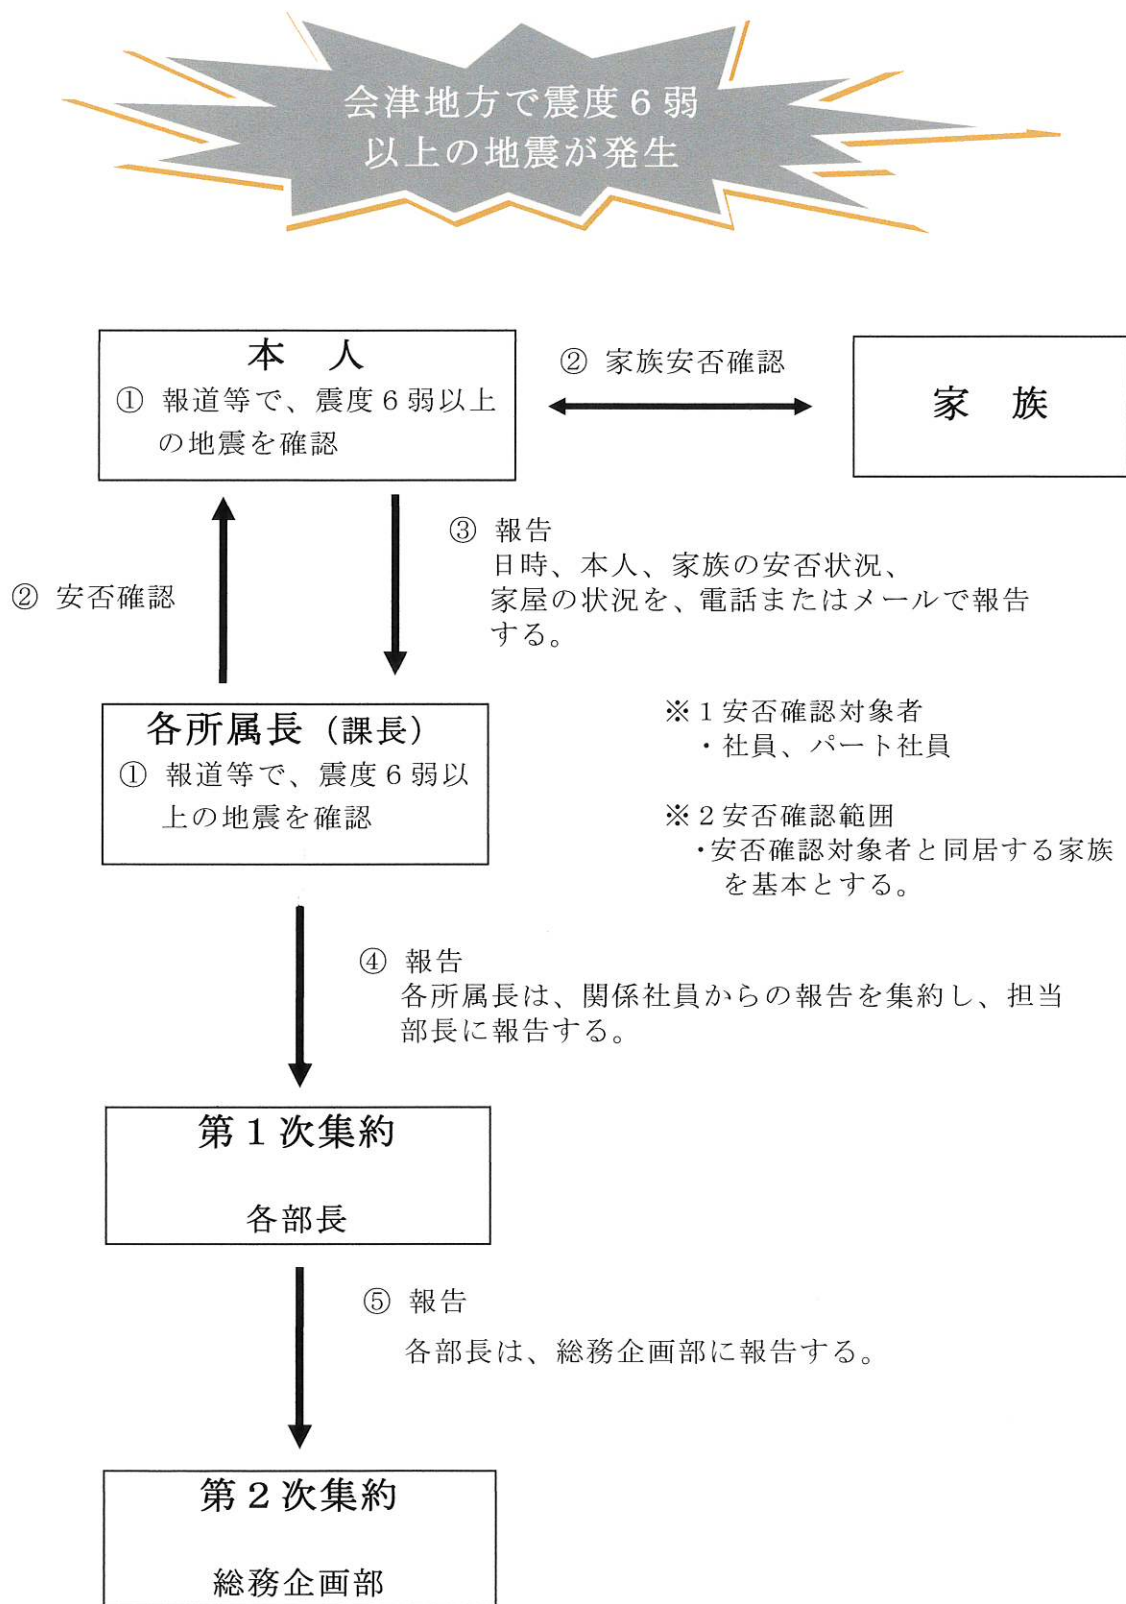 会津地方で震度6弱
以上の地震が発生
本　人
① 報道等で、震度6弱以上
の地震を確認
② 家族安否確認
家　族
② 安否確認
③ 報告
日時、本人、家族の安否状況、
家屋の状況を、電話またはメールで報告
する。
各所属長（課長）
① 報道等で、震度6弱以
上の地震を確認
※1安否確認対象者
・社員、パート社員
※2安否確認範囲
・安否確認対象者と同居する家族
を基本とする。
④ 報告
各所属長は、関係社員からの報告を集約し、担当
部長に報告する。
第1次集約
各部長
⑤ 報告
各部長は、総務企画部に報告する。
第2次集約
総務企画部